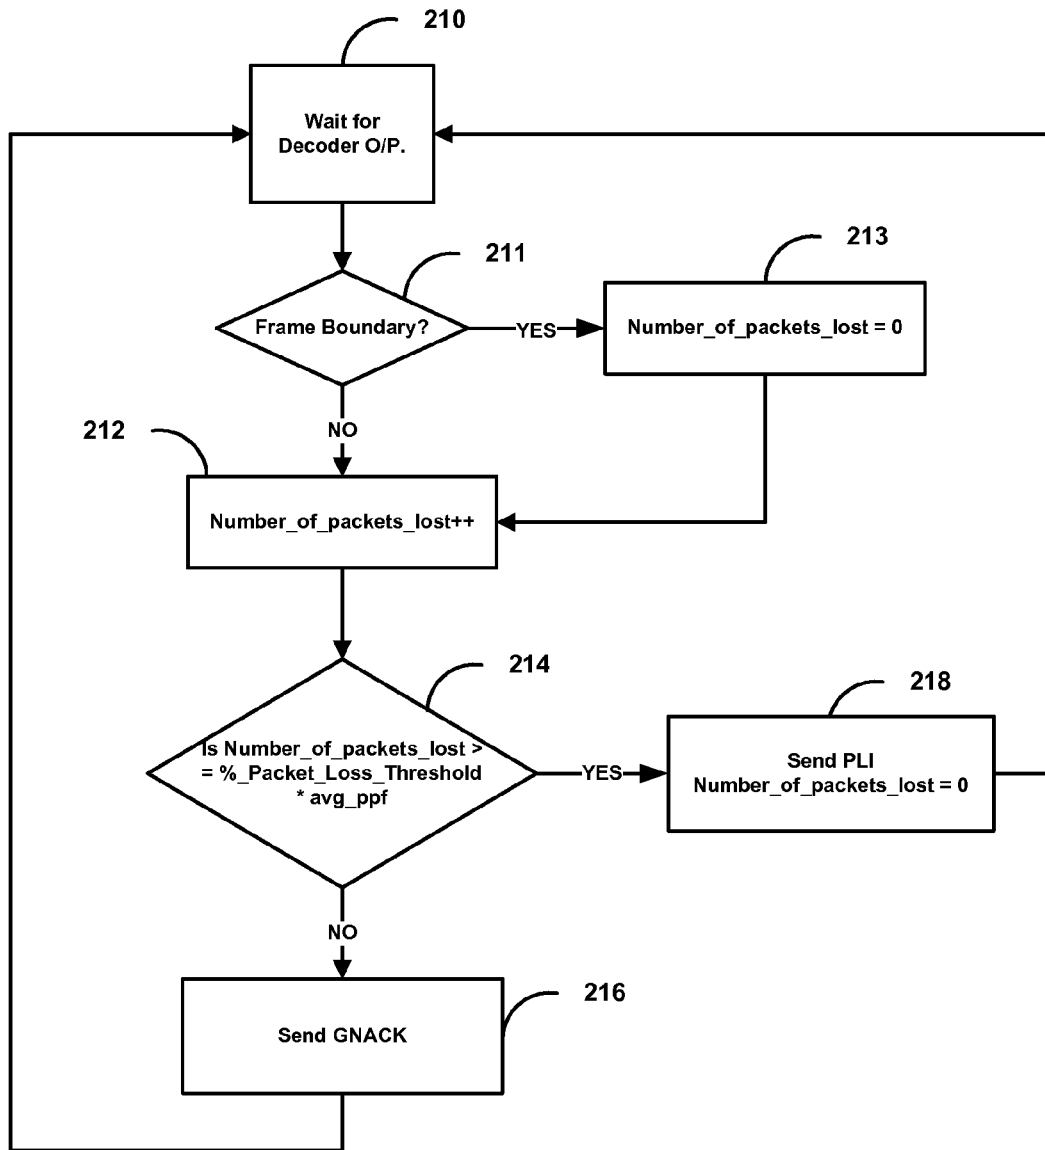 210
Wait for
Decoder O/P.
211
Frame Boundary?
YES
213
Number_of_packets_lost = 0
NO
212
Number_of_packets_lost++
214
Is Number_of_packets_lost >
= %_Packet_Loss_Threshold
* avg_ppf
YES
218
Send PLI
Number_of_packets_lost = 0
NO
216
Send GNACK